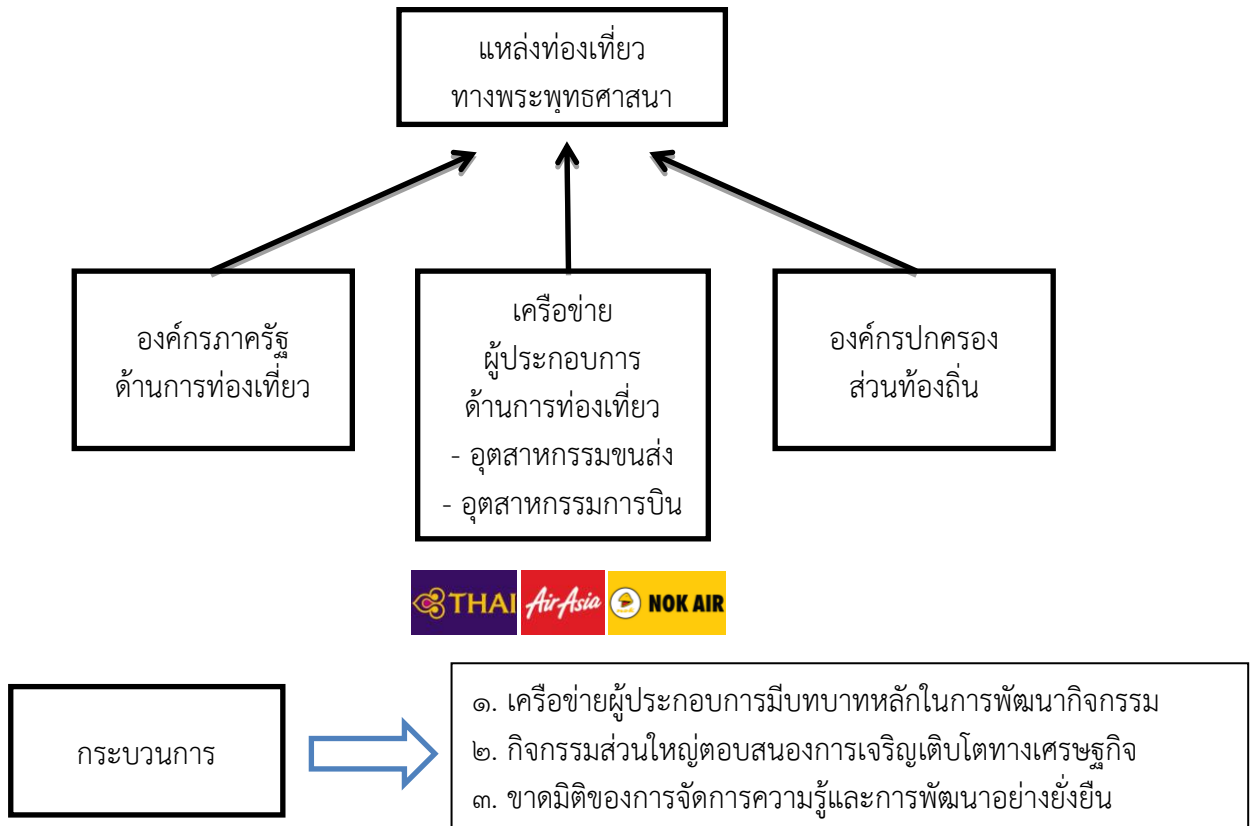 แหล่งท่องเที่ยว
ทางพระพุทธศาสนา
องค์กรภาครัฐ
ด้านการท่องเที่ยว
เครือข่าย
ผู้ประกอบการ
ด้านการท่องเที่ยว
- อุตสาหกรรมขนส่ง
- อุตสาหกรรมการบิน
องค์กรปกครอง
ส่วนท้องถิ่น
THAI AirAsia NOK AIR
กระบวนการ
๑. เครือข่ายผู้ประกอบการมีบทบาทหลักในการพัฒนากิจกรรม
๒. กิจกรรมส่วนใหญ่ตอบสนองการเจริญเติบโตทางเศรษฐกิจ
๓. ขาดมิติของการจัดการความรู้และการพัฒนาอย่างยั่งยืน